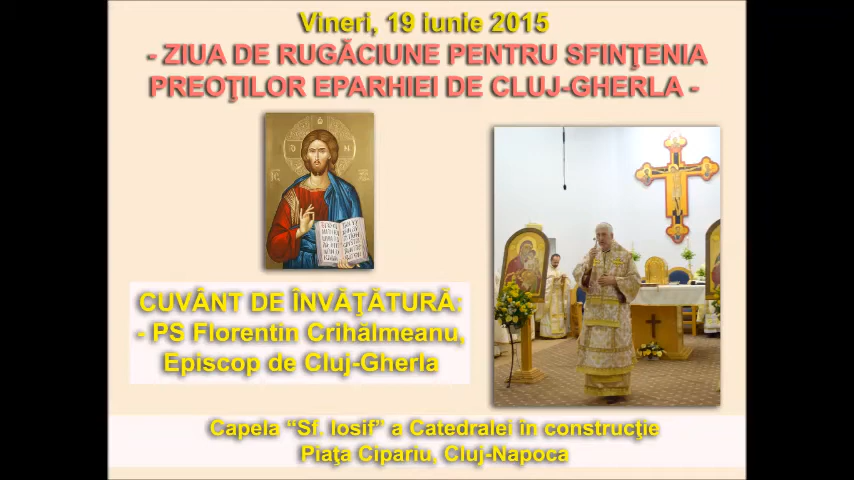 Vineri, 19 iunie 2015
- ZIUA DE RUGĂCIUNE PENTRU SFINŢENIA
PREOŢILOR EPARHIEI DE CLUJ-GHERLA -
CUVÂNT DE ÎNVĂŢĂTURĂ:
- PS Florentin Crihălmeanu,
Episcop de Cluj-Gherla
Capela “Sf. Iosif” a Catedralei în construcţie
Piaţa Cipariu, Cluj-Napoca